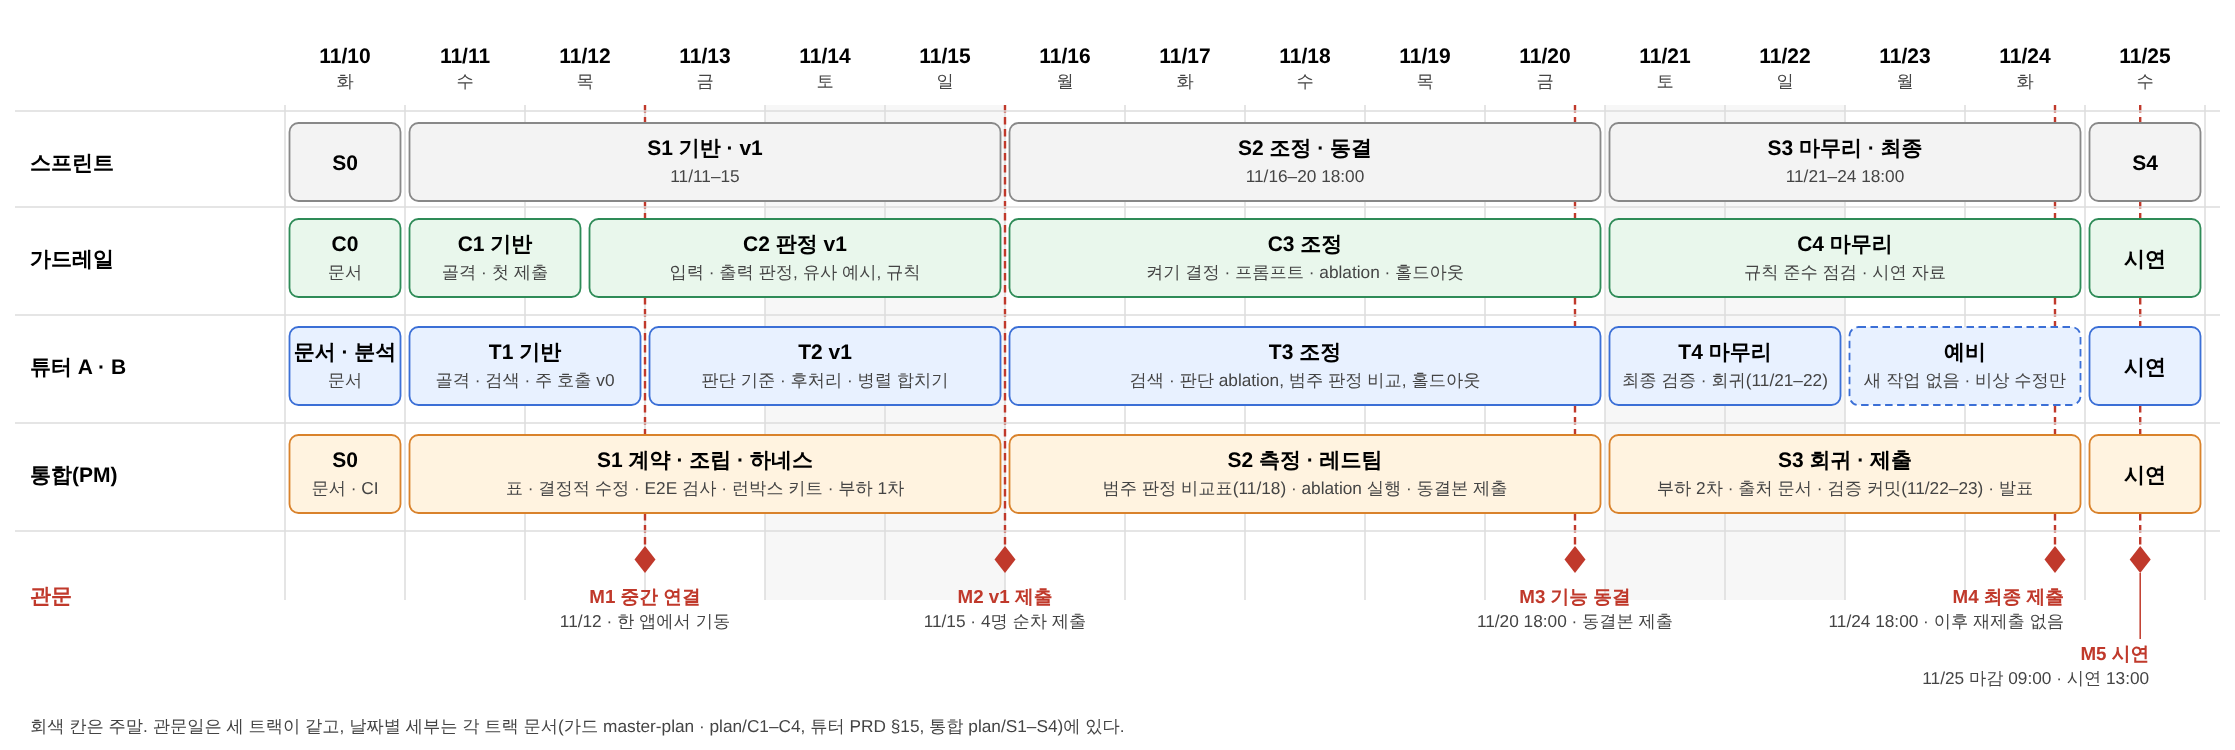 11/10 11/11 11/12 11/13 11/14 11/15 11/16 11/17 11/18 11/19 11/20 11/21 11/22 11/23 11/24 11/25
화 수 목 금 토 일 월 화 수 목 금 토 일 월 화 수
스프린트
S0
S1 기반 · v1
11/11–15
S2 조정 · 동결
11/16–20 18:00
S3 마무리 · 최종
11/21–24 18:00
S4
가드레일
C0
문서
C1 기반
골격 · 첫 제출
C2 판정 v1
입력 · 출력 판정, 유사 예시, 규칙
C3 조정
켜기 결정 · 프롬프트 · ablation · 홀드아웃
C4 마무리
규칙 준수 점검 · 시연 자료
시연
튜터 A · B
문서 · 분석
문서
T1 기반
골격 · 검색 · 주 호출 v0
T2 v1
판단 기준 · 후처리 · 병렬 합치기
T3 조정
검색 · 판단 ablation, 범주 판정 비교, 홀드아웃
T4 마무리
최종 검증 · 회귀(11/21–22)
예비
새 작업 없음 · 비상 수정만
시연
통합(PM)
S0
문서 · CI
S1 계약 · 조립 · 하네스
표 · 결정적 수정 · E2E 검사 · 런박스 키트 · 부하 1차
S2 측정 · 레드팀
범주 판정 비교표(11/18) · ablation 실행 · 동결본 제출
S3 회귀 · 제출
부하 2차 · 출처 문서 · 검증 커밋(11/22–23) · 발표
시연
관문
M1 중간 연결
11/12 · 한 앱에서 기동
M2 v1 제출
11/15 · 4명 순차 제출
M3 기능 동결
11/20 18:00 · 동결본 제출
M4 최종 제출
11/24 18:00 · 이후 재제출 없음
M5 시연
11/25 마감 09:00 · 시연 13:00
회색 칸은 주말. 관문일은 세 트랙이 같고, 날짜별 세부는 각 트랙 문서(가드 master-plan · plan/C1–C4, 튜터 PRD §15, 통합 plan/S1–S4)에 있다.